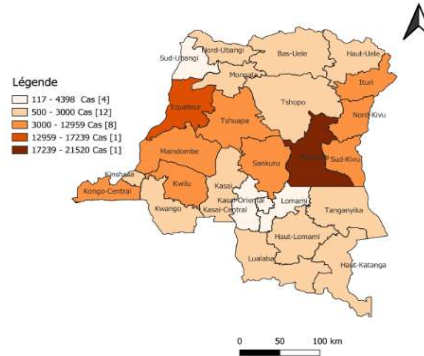 Légende
117 - 4398 Cas [4]
500 - 3000 Cas [12]
3000 - 12959 Cas [8]
12959 - 17239 Cas [1]
17239 - 21520 Cas [1]
Nord-Ubangi
Sud-Ubangi
Bas-Uele
Haut-Uele
Mongala
Ituri
Equateur
Tshopo
Tshuapa
Nord-Kivu
Maindombe
Sankuru
Sud-Kivu
Kinshasa
Kasaï
Kwilu
Kongo-Central
Kasaï-Oriental
Lomami
Kwango
Kasaï-Central
Tanganyika
Haut-Lomami
Lualaba
Haut-Katanga
0 50 100 km